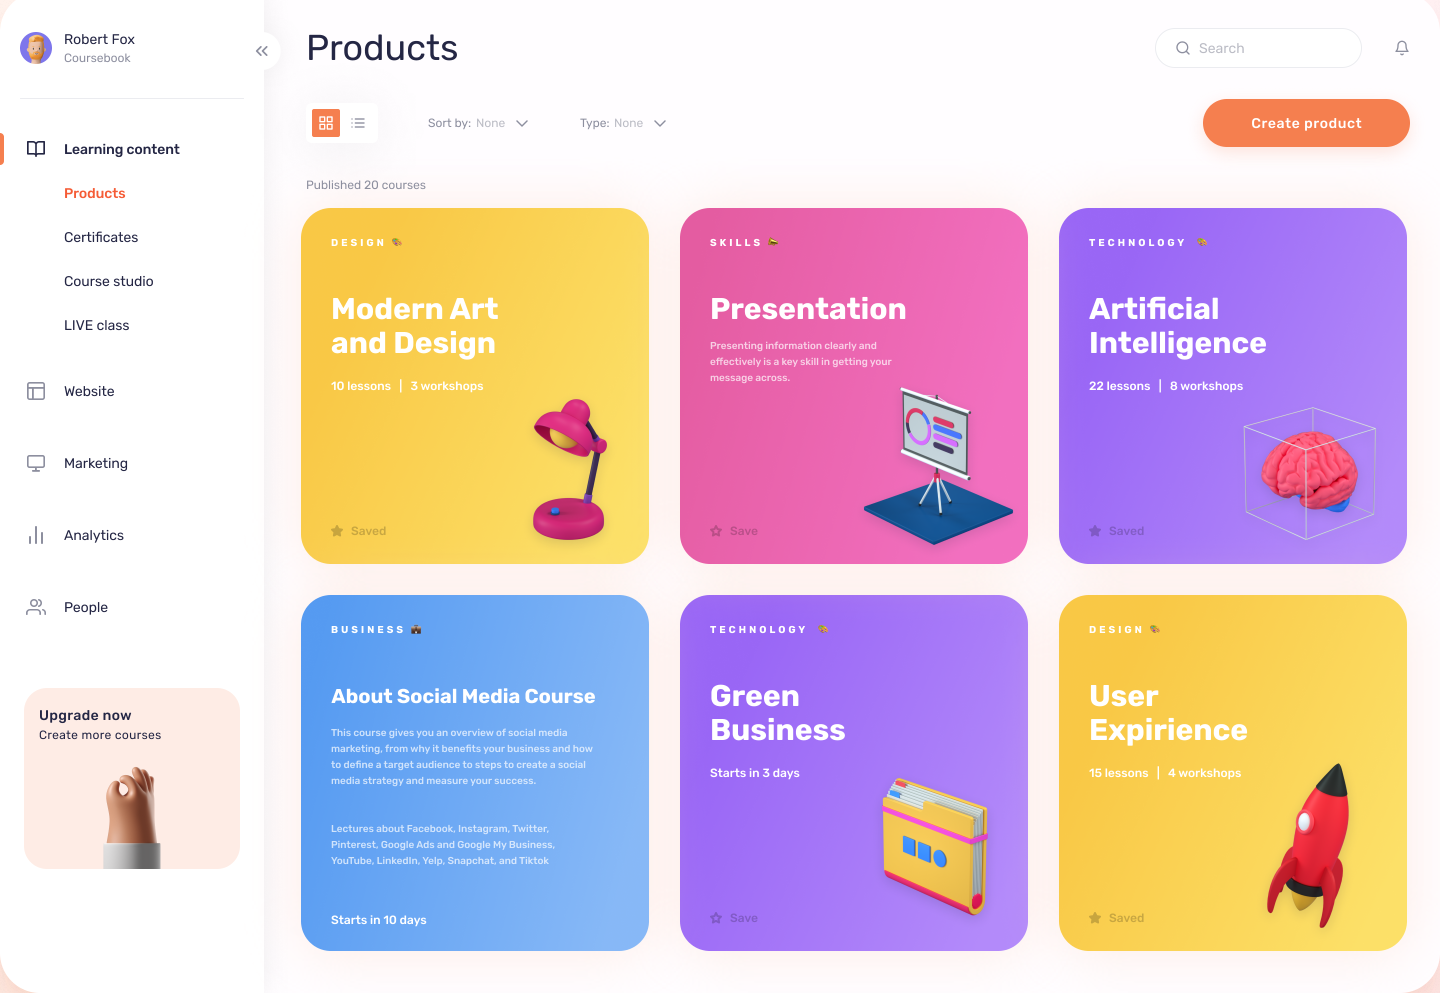 Robert Fox
Coursebook
Learning content
Products
Certificates
Course studio
LIVE class
Website
Marketing
Analytics
People
Upgrade now
Create more courses
Products
Search
Sort by: None
Type: None
Create product
Published 20 courses
DESIGN
Modern Art
and Design
10 lessons | 3 workshops
Saved
SKILLS
Presentation
Presenting information clearly and
effectively is a key skill in getting your
message across.
Save
TECHNOLOGY
Artificial
Intelligence
22 lessons | 8 workshops
Saved
BUSINESS
About Social Media Course
This course gives you an overview of social media
marketing, from why it benefits your business and how
to define a target audience to steps to create a social
media strategy and measure your success.
Lectures about Facebook, Instagram, Twitter,
Pinterest, Google Ads and Google My Business,
YouTube, LinkedIn, Yelp, Snapchat, and Tiktok
Starts in 10 days
TECHNOLOGY
Green
Business
Starts in 3 days
Save
DESIGN
User
Expirience
15 lessons | 4 workshops
Saved